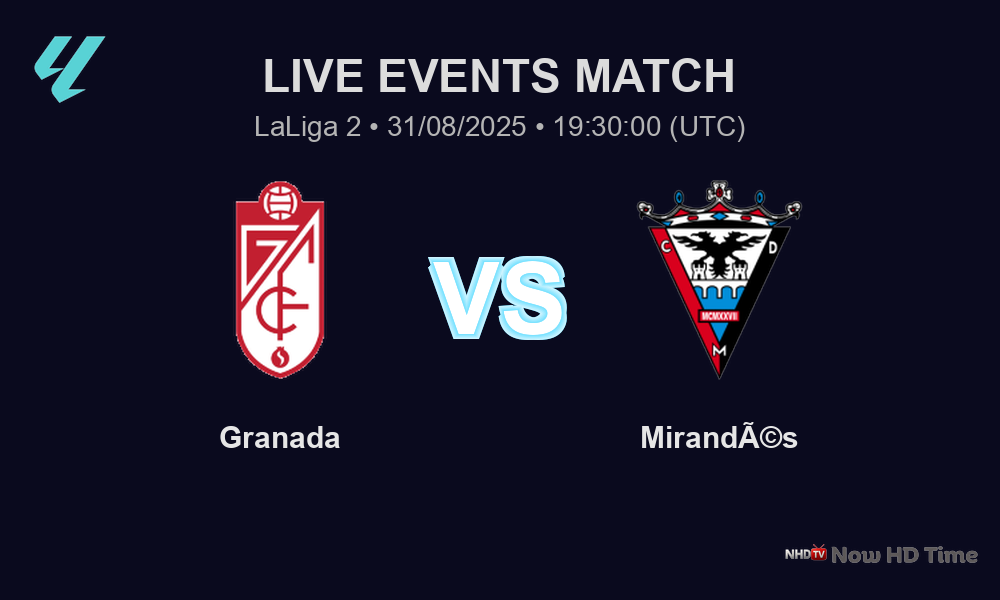 LIVE EVENTS MATCH
LaLiga 2 • 31/08/2025 • 19:30:00 (UTC)
C D
MCMXXVII
M
VS
Granada
MirandÃ©s
NHDTV Now HD Time